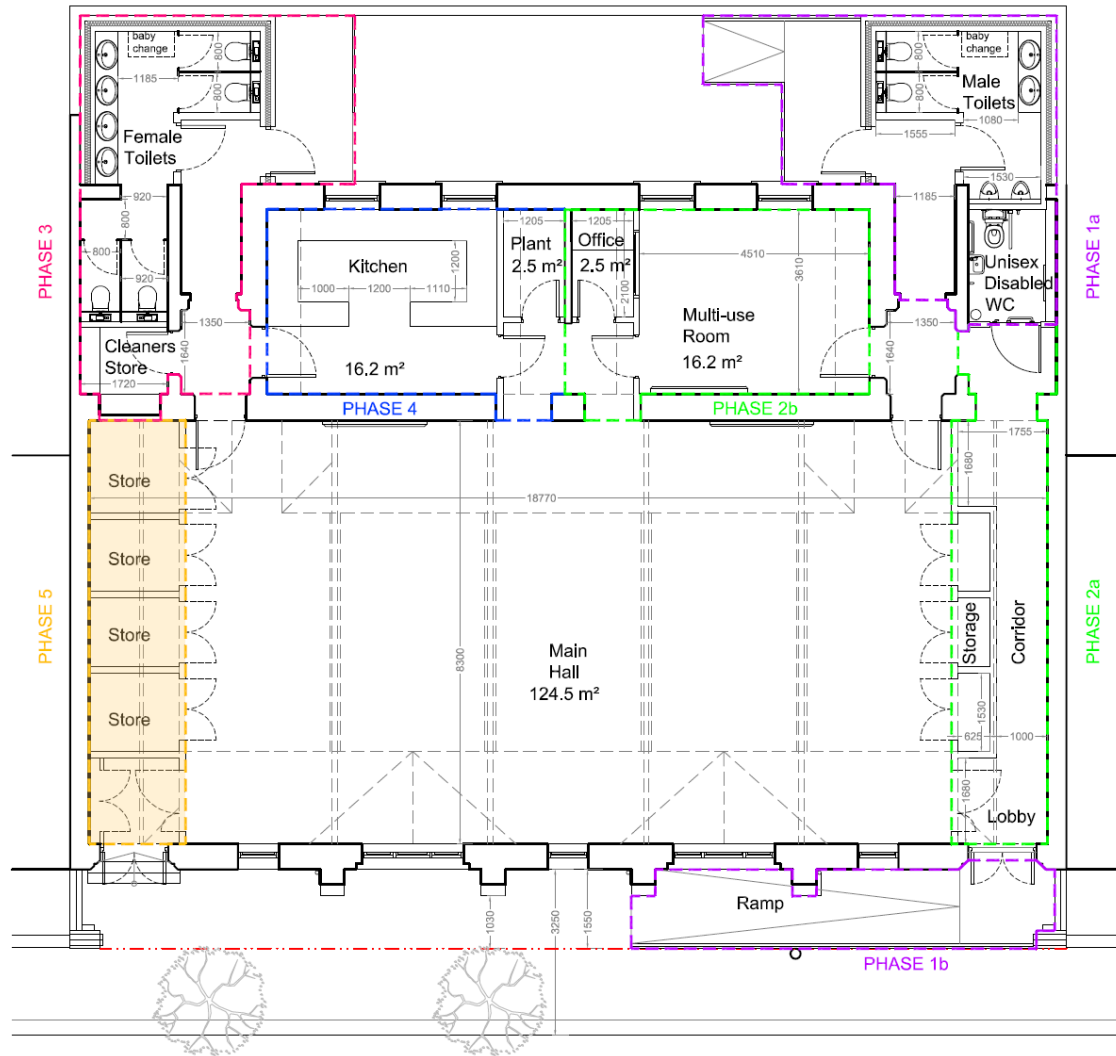 baby
change
800
1185
800
Female
Toilets
920
800
800
920
PHASE 3
Cleaners
Store
1350
1640
1720
Kitchen
1200
1000
1200
1110
16.2 m²
PHASE 4
1205
Plant
2.5 m²
1205
Office
2.5 m²
2100
4510
3610
Multi-use
Room
16.2 m²
PHASE 2b
baby
change
800
800
Male
Toilets
1080
1555
1530
1185
Unisex
Disabled
WC
PHASE 1a
1350
1640
Store
Store
Store
Store
PHASE 5
18770
8300
Main
Hall
124.5 m²
1755
1680
Storage
Corridor
1530
625
1000
1680
Lobby
PHASE 2a
1030
3250
1550
Ramp
PHASE 1b